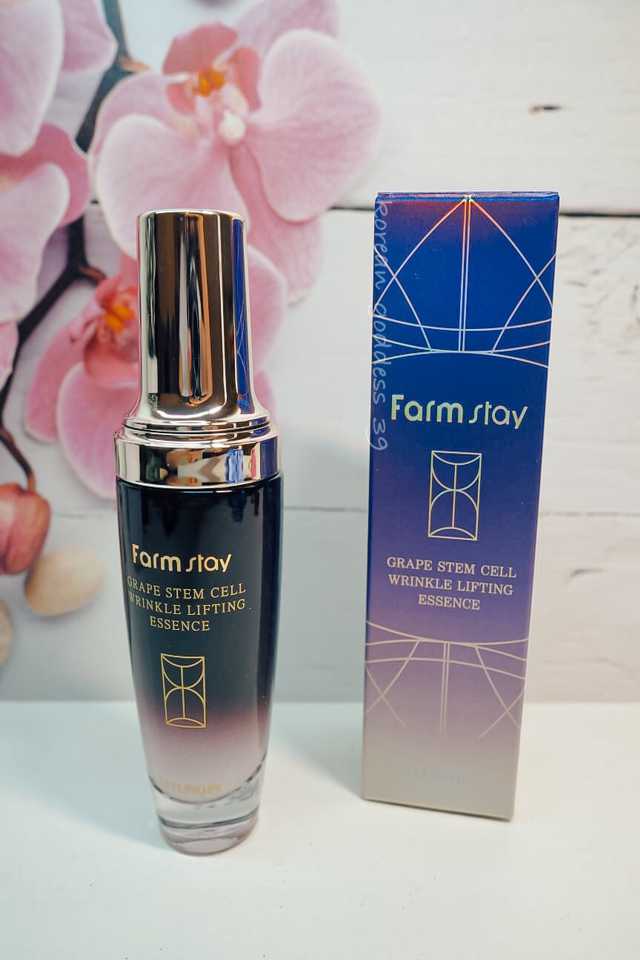 Farm stay
GRAPE STEM CELL
WRINKLE LIFTING
ESSENCE
korean goddess 39
Farm stay
GRAPE STEM CELL
WRINKLE LIFTING
ESSENCE